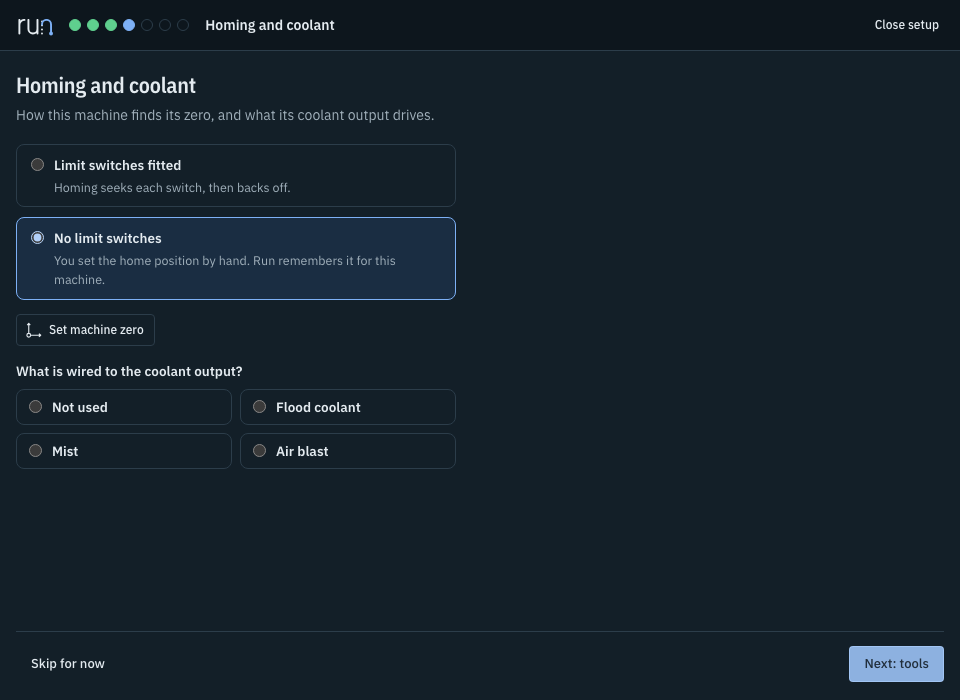 run
Homing and coolant
Close setup
Homing and coolant
How this machine finds its zero, and what its coolant output drives.
Limit switches fitted
Homing seeks each switch, then backs off.
No limit switches
You set the home position by hand. Run remembers it for this
machine.
Set machine zero
What is wired to the coolant output?
Not used
Flood coolant
Mist
Air blast
Skip for now
Next: tools